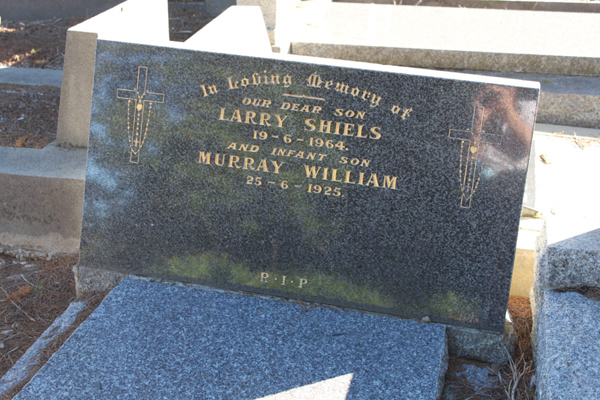 In Loving Memory of
OUR DEAR SON
LARRY SHIELS
19-6-1964.
AND INFANT SON
MURRAY WILLIAM
25-6-1925.
R·I·P